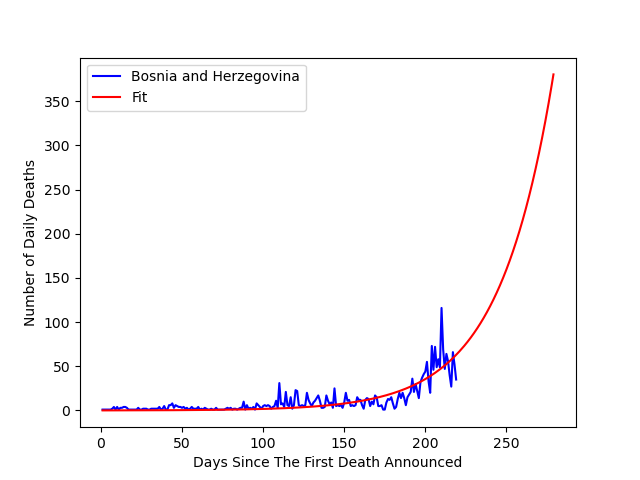 Bosnia and Herzegovina
Fit
350
300
250
200
150
100
50
0
Number of Daily Deaths
0 50 100 150 200 250
Days Since The First Death Announced